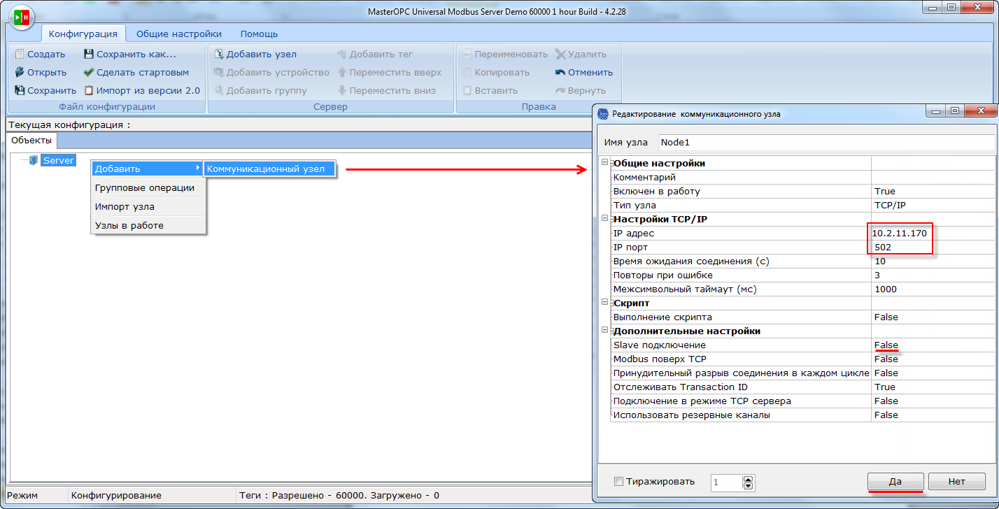 MasterOPC Universal Modbus Server Demo 60000 1 hour Build - 4.2.28
Конфигурация Общие настройки Помощь
Создать Сохранить как... Добавить узел Добавить тег Переименовать Удалить
Открыть Сделать стартовым Добавить устройство Переместить вверх Копировать Отменить
Сохранить Импорт из версии 2.0 Добавить группу Переместить вниз Вставить Вернуть
Файл конфигурации Сервер Правка
Текущая конфигурация :
Объекты
Server
Добавить Коммуникационный узел
Групповые операции
Импорт узла
Узлы в работе
Редактирование коммуникационного узла
Имя узла Node1
Общие настройки
Комментарий
Включен в работу True
Тип узла TCP/IP
Настройки TCP/IP
IP адрес 10.2.11.170
IP порт 502
Время ожидания соединения (с) 10
Повторы при ошибке 3
Межсимвольный таймаут (мс) 1000
Скрипт
Выполнение скрипта False
Дополнительные настройки
Slave подключение False
Modbus поверх TCP False
Принудительный разрыв соединения в каждом цикле False
Отслеживать Transaction ID True
Подключение в режиме TCP сервера False
Использовать резервные каналы False
Тиражировать 1 Да Нет
Режим Конфигурирование Теги : Разрешено - 60000. Загружено - 0